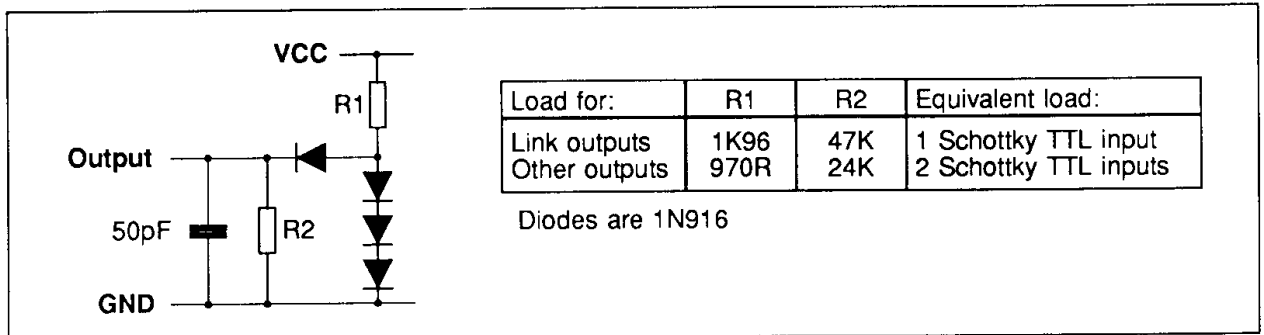 VCC
R1
Output
50pF
R2
GND
Load for: R1 R2 Equivalent load:
Link outputs 1K96 47K 1 Schottky TTL input
Other outputs 970R 24K 2 Schottky TTL inputs
Diodes are 1N916